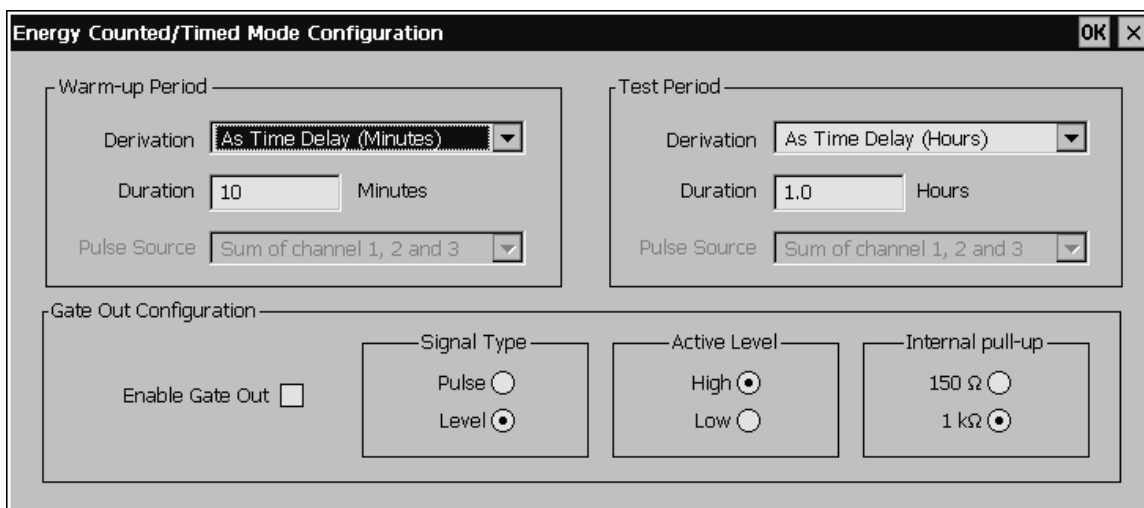 Energy Counted/Timed Mode Configuration OK
Warm-up Period
Derivation As Time Delay (Minutes)
Duration 10 Minutes
Pulse Source Sum of channel 1, 2 and 3
Test Period
Derivation As Time Delay (Hours)
Duration 1.0 Hours
Pulse Source Sum of channel 1, 2 and 3
Gate Out Configuration
Enable Gate Out
Signal Type
Pulse
Level
Active Level
High
Low
Internal pull-up
150 Ω
1 kΩ